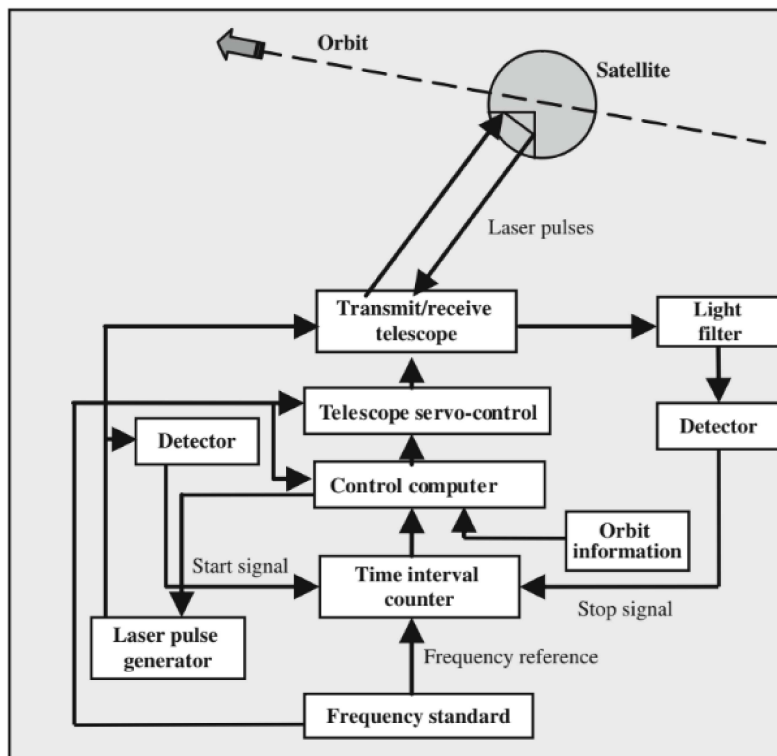 Orbit
Satellite
Laser pulses
Transmit/receive
telescope
Light
filter
Telescope servo-control
Detector
Detector
Control computer
Orbit
information
Start signal
Time interval
counter
Stop signal
Laser pulse
generator
Frequency reference
Frequency standard